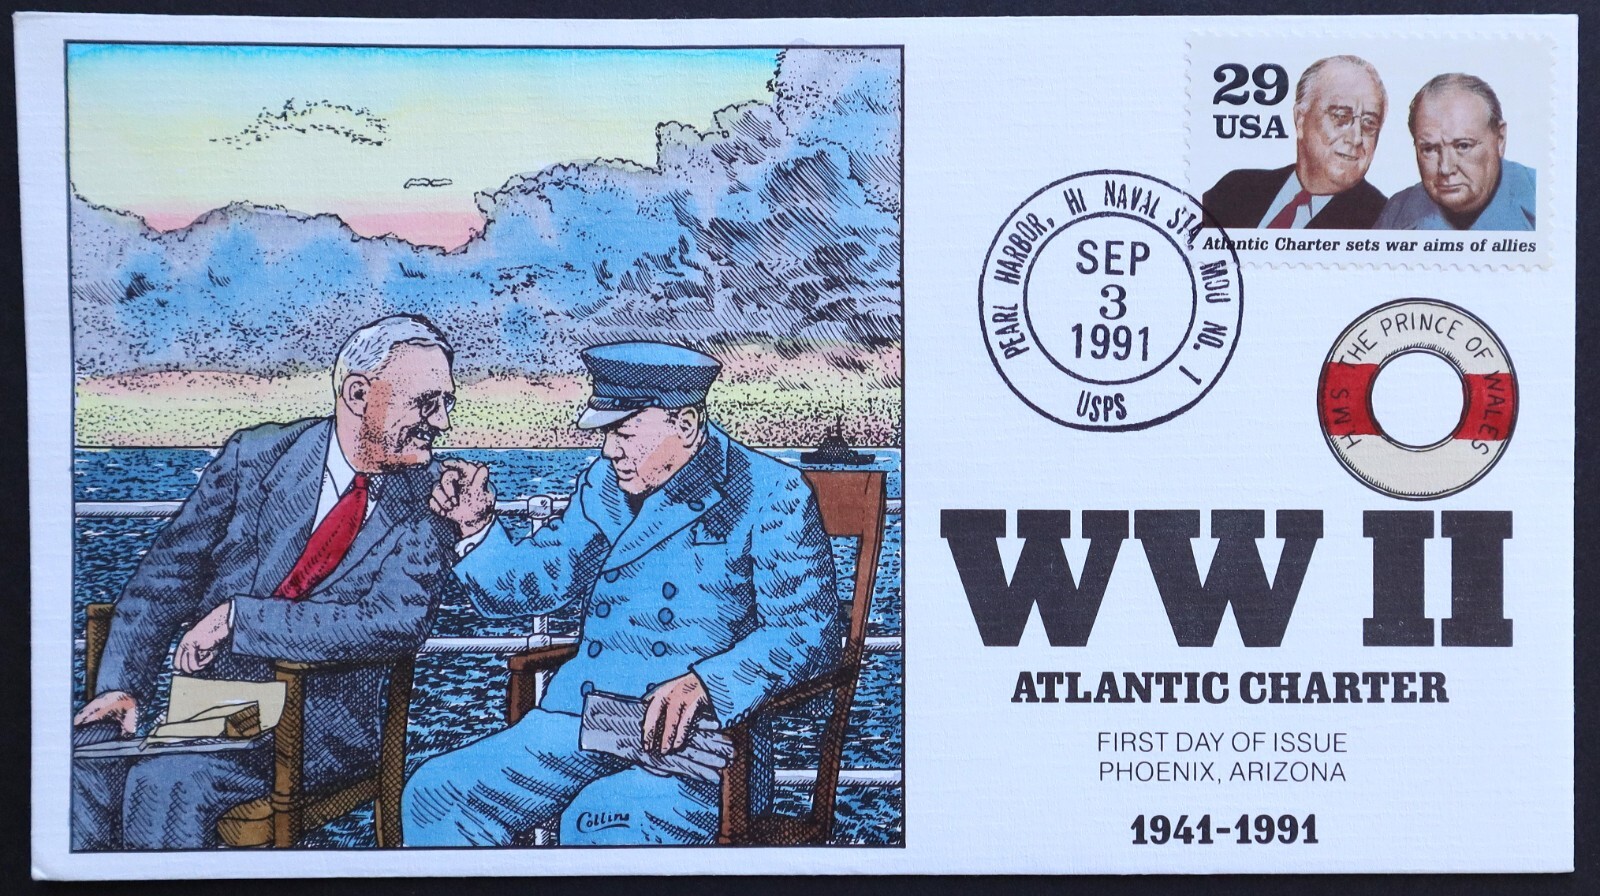 29
USA
Atlantic Charter sets war aims of allies
PEARL HARBOR, HI NAVAL STA, MOU NO. 1
SEP
3
1991
USPS
HMS THE PRINCE OF WALES
WW II
ATLANTIC CHARTER
FIRST DAY OF ISSUE
PHOENIX, ARIZONA
1941-1991
Collins